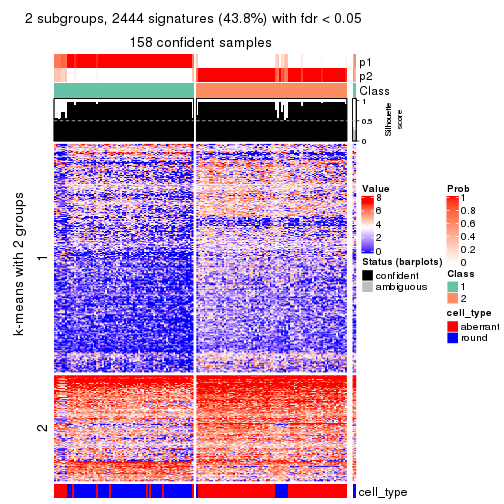 2 subgroups, 2444 signatures (43.8%) with fdr < 0.05
158 confident samples
p1
p2
Class
1
0.5
0
Silhouette
score
k-means with 2 groups
1
2
cell_type
Value
8
6
4
2
0
Status (barplots)
confident
ambiguous
Prob
1
0.8
0.6
0.4
0.2
0
Class
1
2
cell_type
aberrant
round